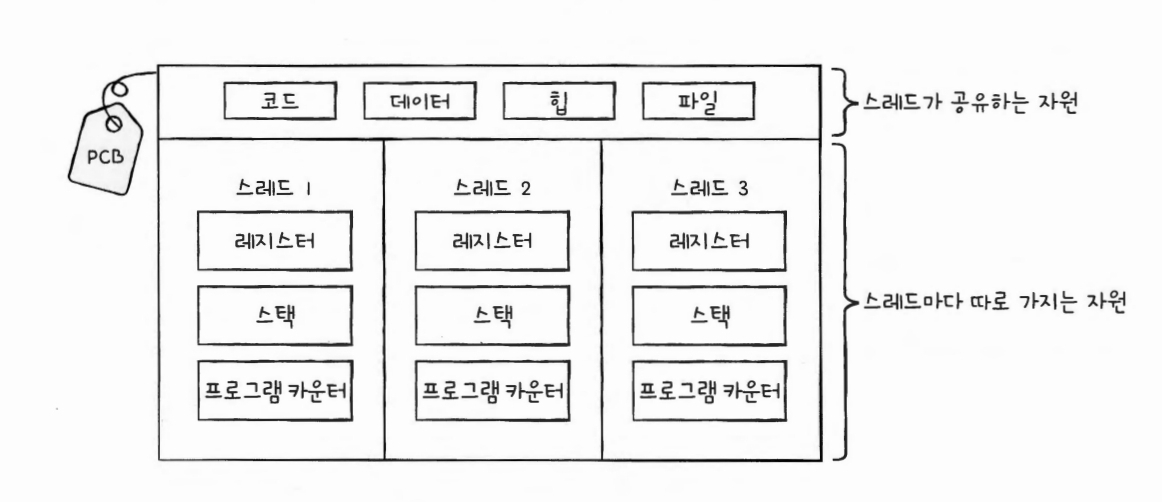 코드 데이터 힙 파일
스레드가 공유하는 자원
PCB
스레드 1 스레드 2 스레드 3
레지스터 레지스터 레지스터
스택 스택 스택
스레드마다 따로 가지는 자원
프로그램 카운터 프로그램 카운터 프로그램 카운터